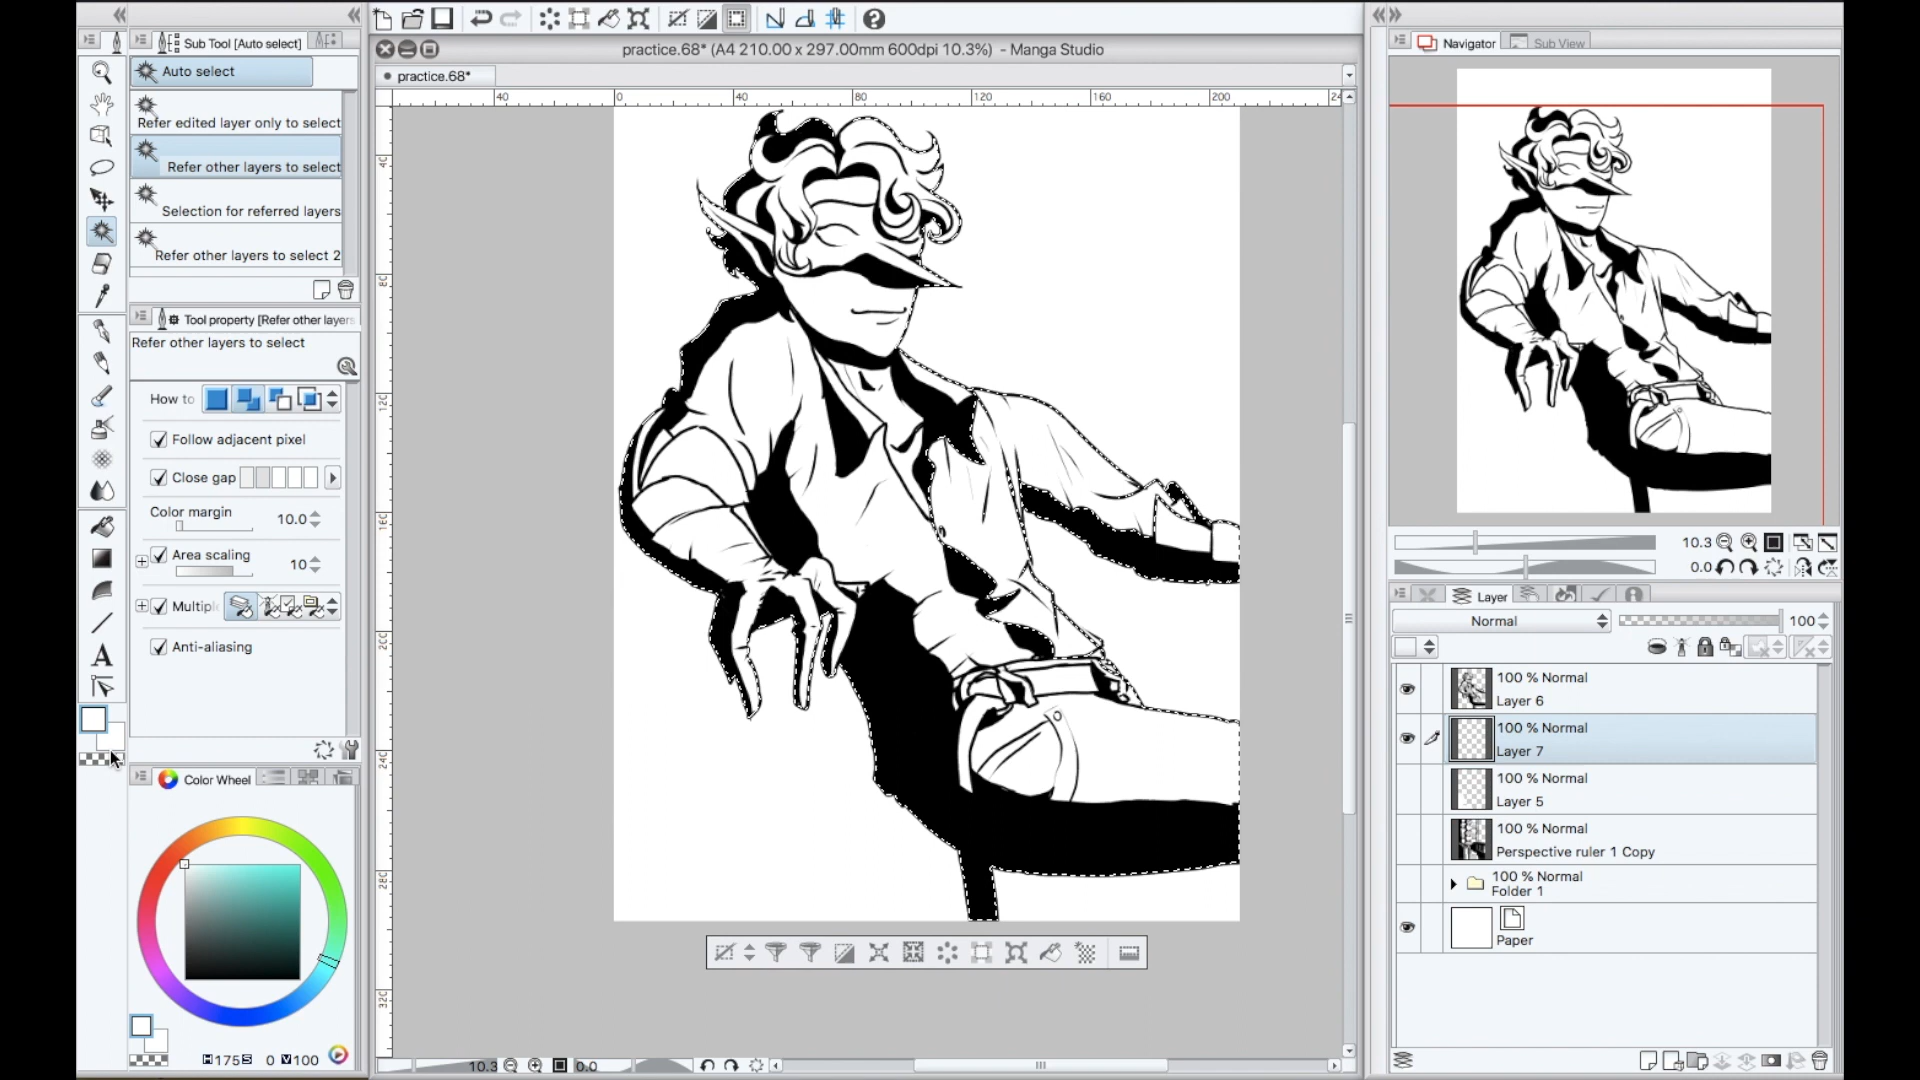 practice.68* (A4 210.00 x 297.00mm 600dpi 10.3%) - Manga Studio
practice.68*
Sub Tool [Auto select]
Auto select
Refer edited layer only to select
Refer other layers to select
Selection for referred layers
Refer other layers to select 2
Tool property [Refer other layers
Refer other layers to select
How to
Follow adjacent pixel
Close gap
Color margin
10.0
Area scaling
10
Multiple
Anti-aliasing
Color Wheel
H175S 0 V100
40 0 40 80 120 160 200 24
10.3 0.0
Navigator
Sub View
10.3
0.0
Layer
Normal
100
100 % Normal
Layer 6
100 % Normal
Layer 7
100 % Normal
Layer 5
100 % Normal
Perspective ruler 1 Copy
100 % Normal
Folder 1
Paper